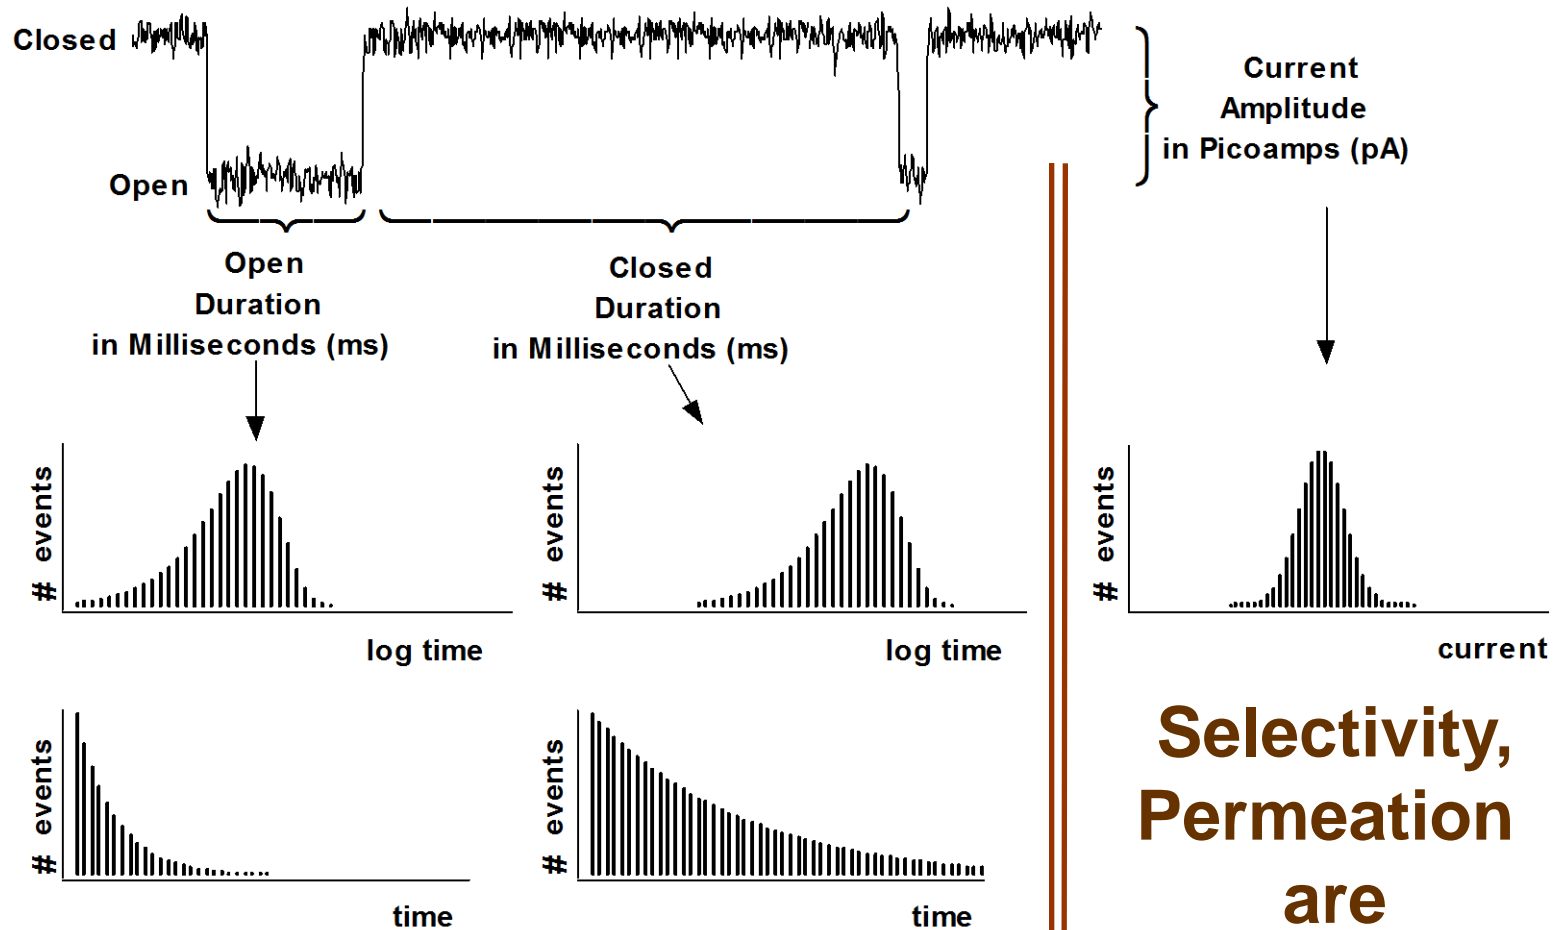 Closed
Open
Current
Amplitude
in Picoamps (pA)
Open
Duration
in Milliseconds (ms)
Closed
Duration
in Milliseconds (ms)
# events
log time
# events
log time
# events
current
# events
time
# events
time
Selectivity,
Permeation
are